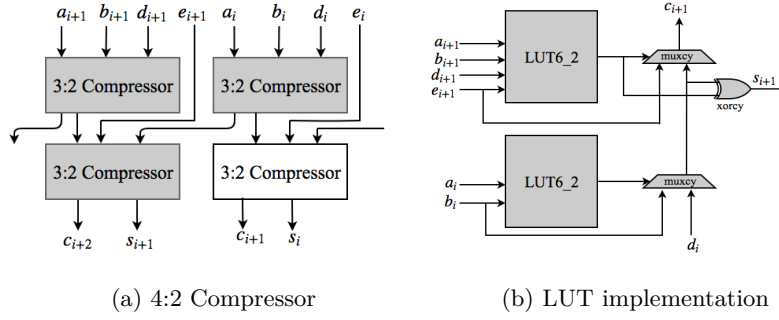 a_{i+1} b_{i+1} d_{i+1} e_{i+1} a_i b_i d_i e_i
3:2 Compressor 3:2 Compressor
3:2 Compressor 3:2 Compressor
c_{i+2} s_{i+1} c_{i+1} s_i
(a) 4:2 Compressor
c_{i+1}
a_{i+1}
b_{i+1}
d_{i+1}
e_{i+1}
LUT6_2
muxcy
s_{i+1}
xorcy
a_i
b_i
LUT6_2
muxcy
d_i
(b) LUT implementation